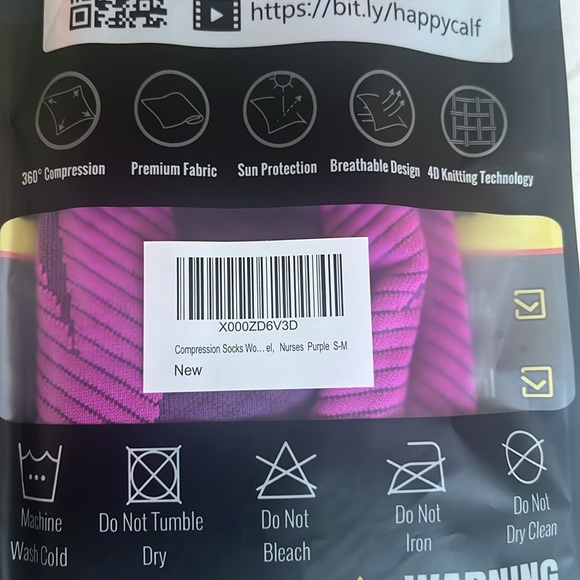 https://bit.ly/happycalf
360° Compression
Premium Fabric
Sun Protection
Breathable Design
4D Knitting Technology
X000ZD6V3D
Compression Socks Wo... el, Nurses Purple S-M
New
Machine
Wash Cold
Do Not Tumble
Dry
Do Not
Bleach
Do Not
Iron
Do Not
Dry Clean
WARNING